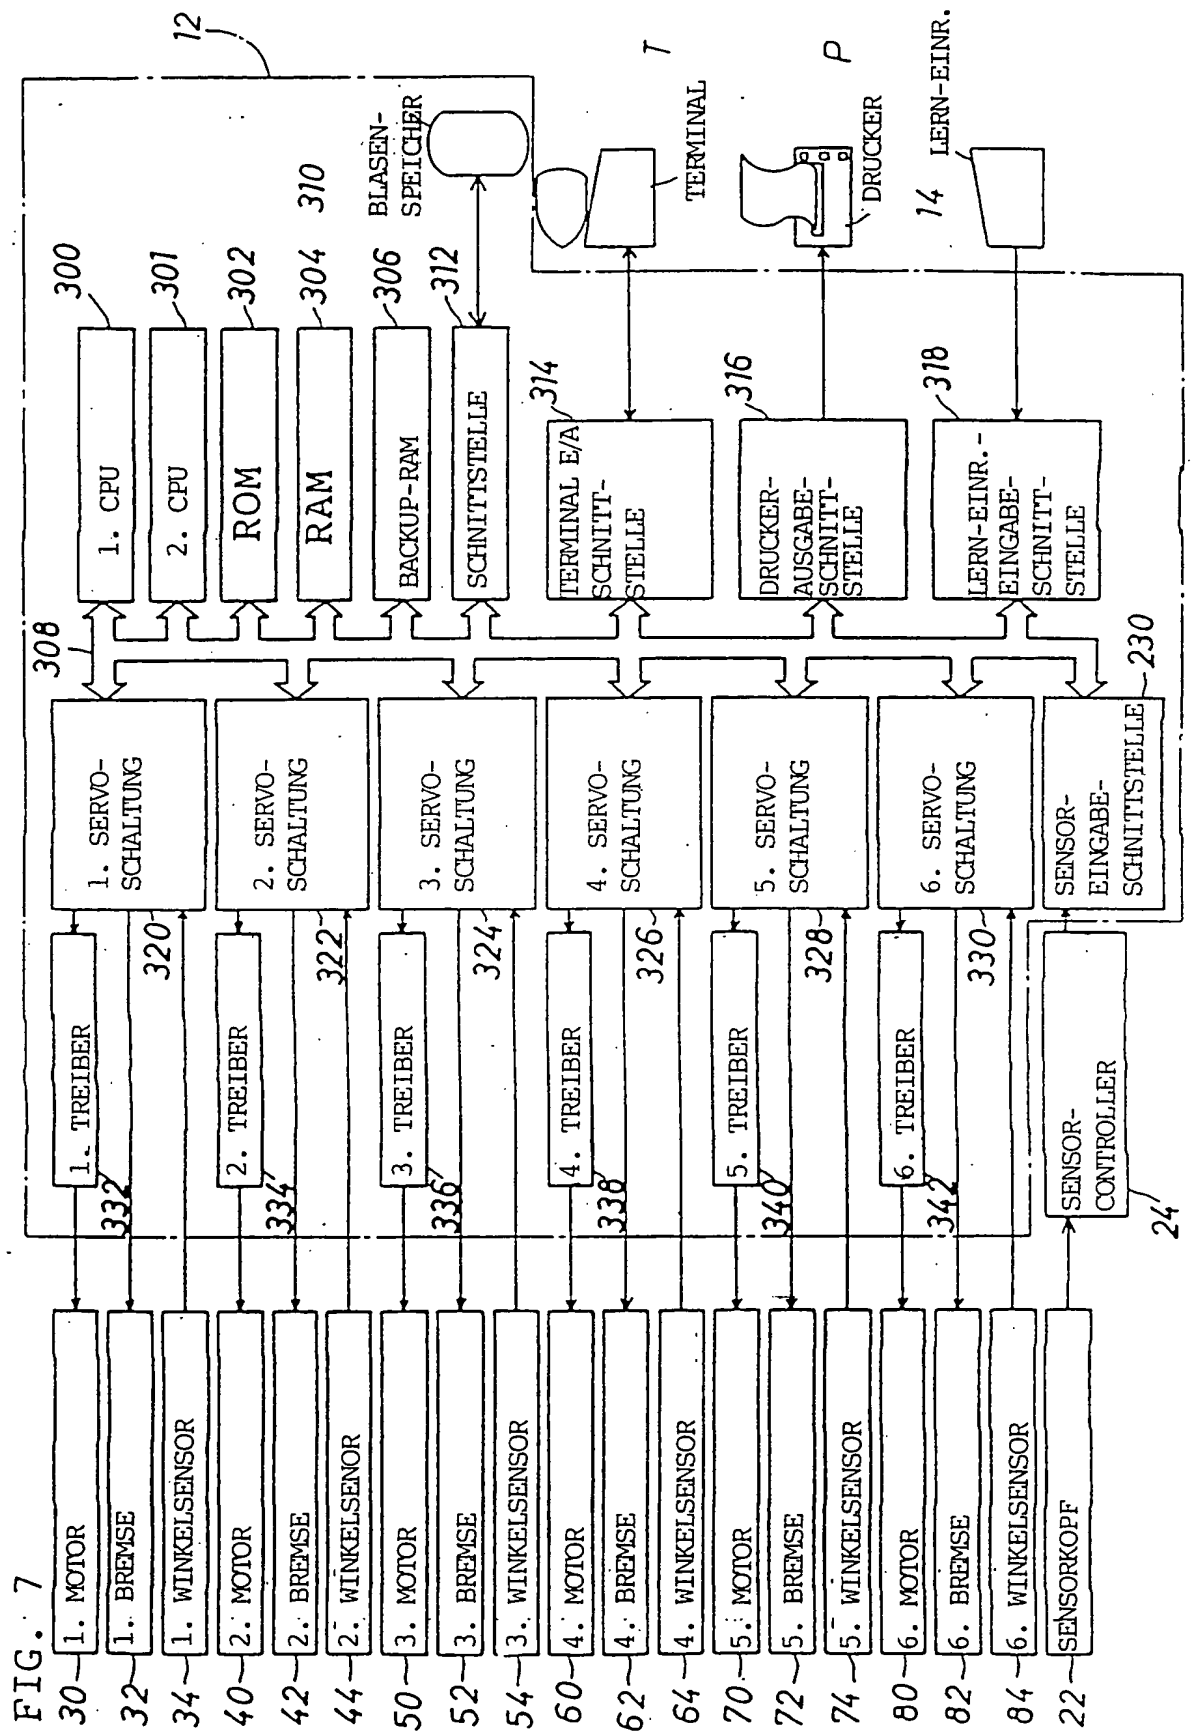 FIG. 7
30
1. MOTOR
32
1. BREMSE
34
1. WINKELSENSOR
40
2. MOTOR
42
2. BREMSE
44
2. WINKELSENOR
50
3. MOTOR
52
3. BREMSE
54
3. WINKELSENSOR
60
4. MOTOR
62
4. BREMSE
64
4. WINKELSENSOR
70
5. MOTOR
72
5. BREMSE
74
5. WINKELSENSOR
80
6. MOTOR
82
6. BREMSE
84
6. WINKELSENSOR
22
SENSORKOPF
1. TREIBER
332
2. TREIBER
334
3. TREIBER
336
4. TREIBER
338
5. TREIBER
340
6. TREIBER
342
SENSOR-
CONTROLLER
24
1. SERVO-
SCHALTUNG
320
2. SERVO-
SCHALTUNG
322
3. SERVO-
SCHALTUNG
324
4. SERVO-
SCHALTUNG
326
5. SERVO-
SCHALTUNG
328
6. SERVO-
SCHALTUNG
330
SENSOR-
EINGABE-
SCHNITTSTELLE
230
308
1. CPU
300
2. CPU
301
ROM
302
RAM
304
BACKUP-RAM
306
SCHNITTSTELLE
312
310
BLASEN-
SPEICHER
12
TERMINAL E/A
SCHNITT-
STELLE
314
TERMINAL
T
DRUCKER-
AUSGABE-
SCHNITT-
STELLE
316
DRUCKER
P
LERN-EINR.-
EINGABE-
SCHNITT-
STELLE
318
14
LERN-EINR.